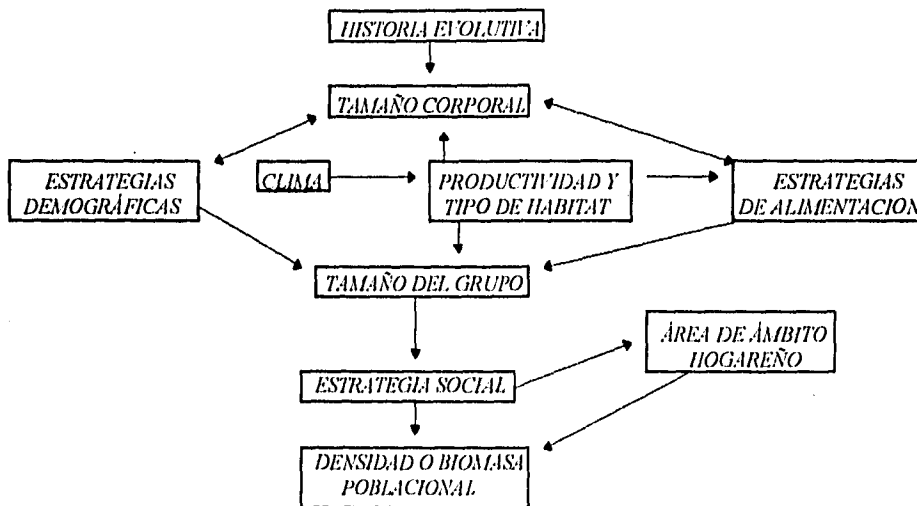 HISTORIA EVOLUTIVA
TAMAÑO CORPORAL
ESTRATEGIAS
DEMOGRÁFICAS
CLIMA
PRODUCTIVIDAD Y
TIPO DE HABITAT
ESTRATEGIAS
DE ALIMENTACION
TAMAÑO DEL GRUPO
ÁREA DE ÁMBITO
HOGAREÑO
ESTRATEGIA SOCIAL
DENSIDAD O BIOMASA
POBLACIONAL